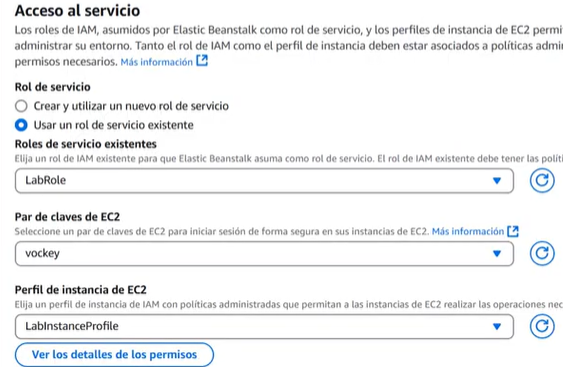 Acceso al servicio
Los roles de IAM, asumidos por Elastic Beanstalk como rol de servicio, y los perfiles de instancia de EC2
administrar su entorno. Tanto el rol de IAM como el perfil de instancia deben estar asociados a políticas
permisos necesarios. Más información
Rol de servicio
Crear y utilizar un nuevo rol de servicio
Usar un rol de servicio existente
Roles de servicio existentes
Elija un rol de IAM existente para que Elastic Beanstalk asuma como rol de servicio. El rol de IAM existente debe tener las
LabRole
Par de claves de EC2
Seleccione un par de claves de EC2 para iniciar sesión de forma segura en sus instancias de EC2. Más información
vockey
Perfil de instancia de EC2
Elija un perfil de instancia de IAM con políticas administradas que permitan a las instancias de EC2 realizar las operaciones
LabInstanceProfile
Ver los detalles de los permisos